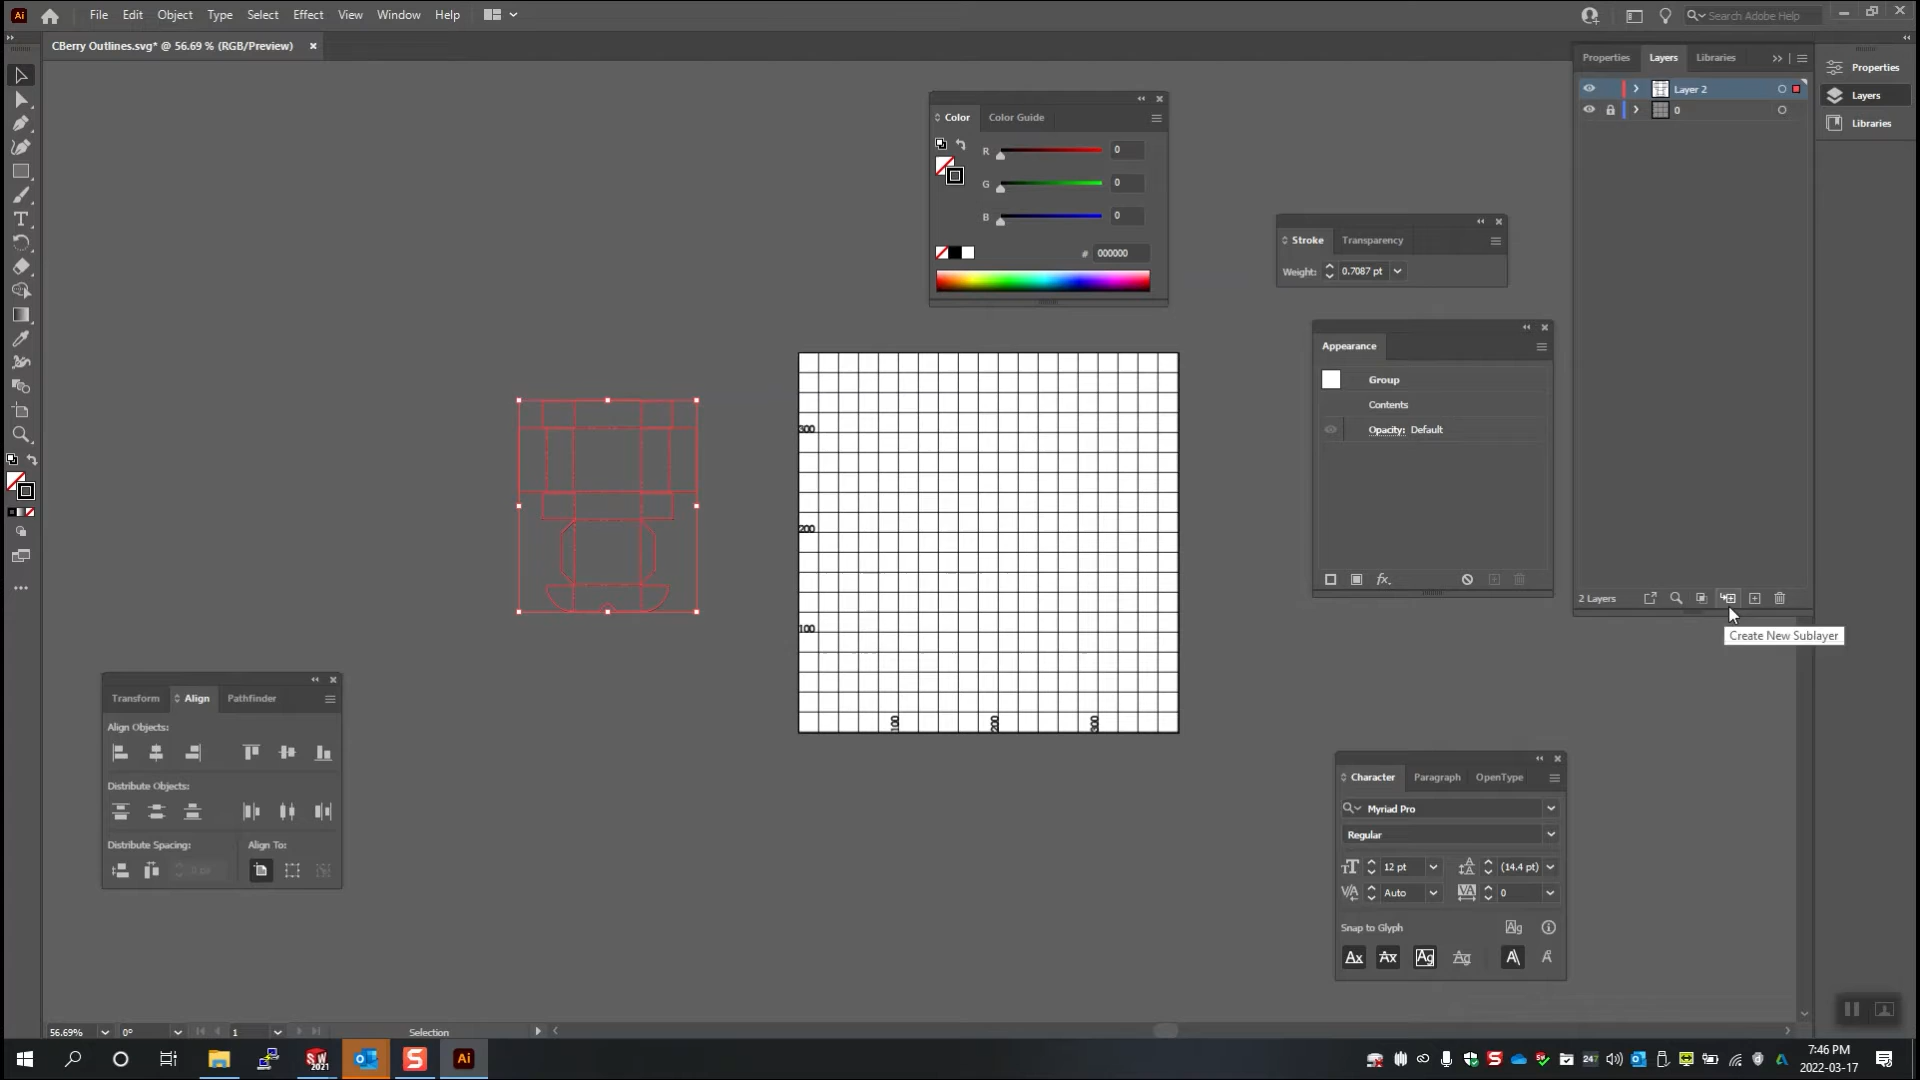 Ai File Edit Object Type Select Effect View Window Help Search Adobe Help
CBerry Outlines.svg* @ 56.69 % (RGB/Preview) ×
Properties Layers Libraries
Layer 2
0
Properties
Layers
Libraries
Color Color Guide
R 0
G 0
B 0
# 000000
Stroke Transparency
Weight: 0.7087 pt
Appearance
Group
Contents
Opacity: Default
fx.
2 Layers
Create New Sublayer
300
200
100
100 200 300
Transform Align Pathfinder
Align Objects:
Distribute Objects:
Distribute Spacing: Align To:
Character Paragraph OpenType
Myriad Pro
Regular
12 pt (14.4 pt)
Auto 0
Snap to Glyph
56.69% 0° 1 Selection
7:46 PM
2022-03-17
SW
2021
S
Ai
247